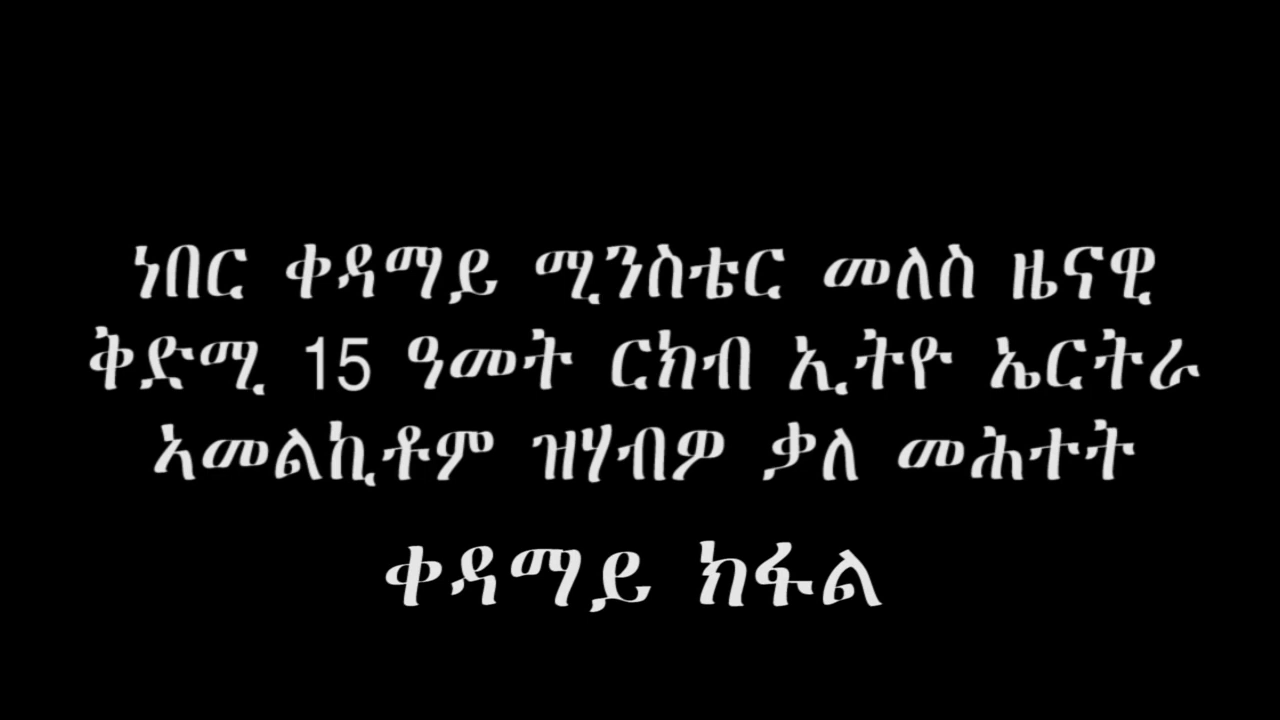 ነበር ቀዳማይ ሚንስቴር መለስ ዜናዊ
ቅድሚ 15 ዓመት ርክብ ኢትዮ ኤርትራ
ኣመልኪቶም ዝሃብዎ ቃለ መሕተት
ቀዳማይ ክፋል